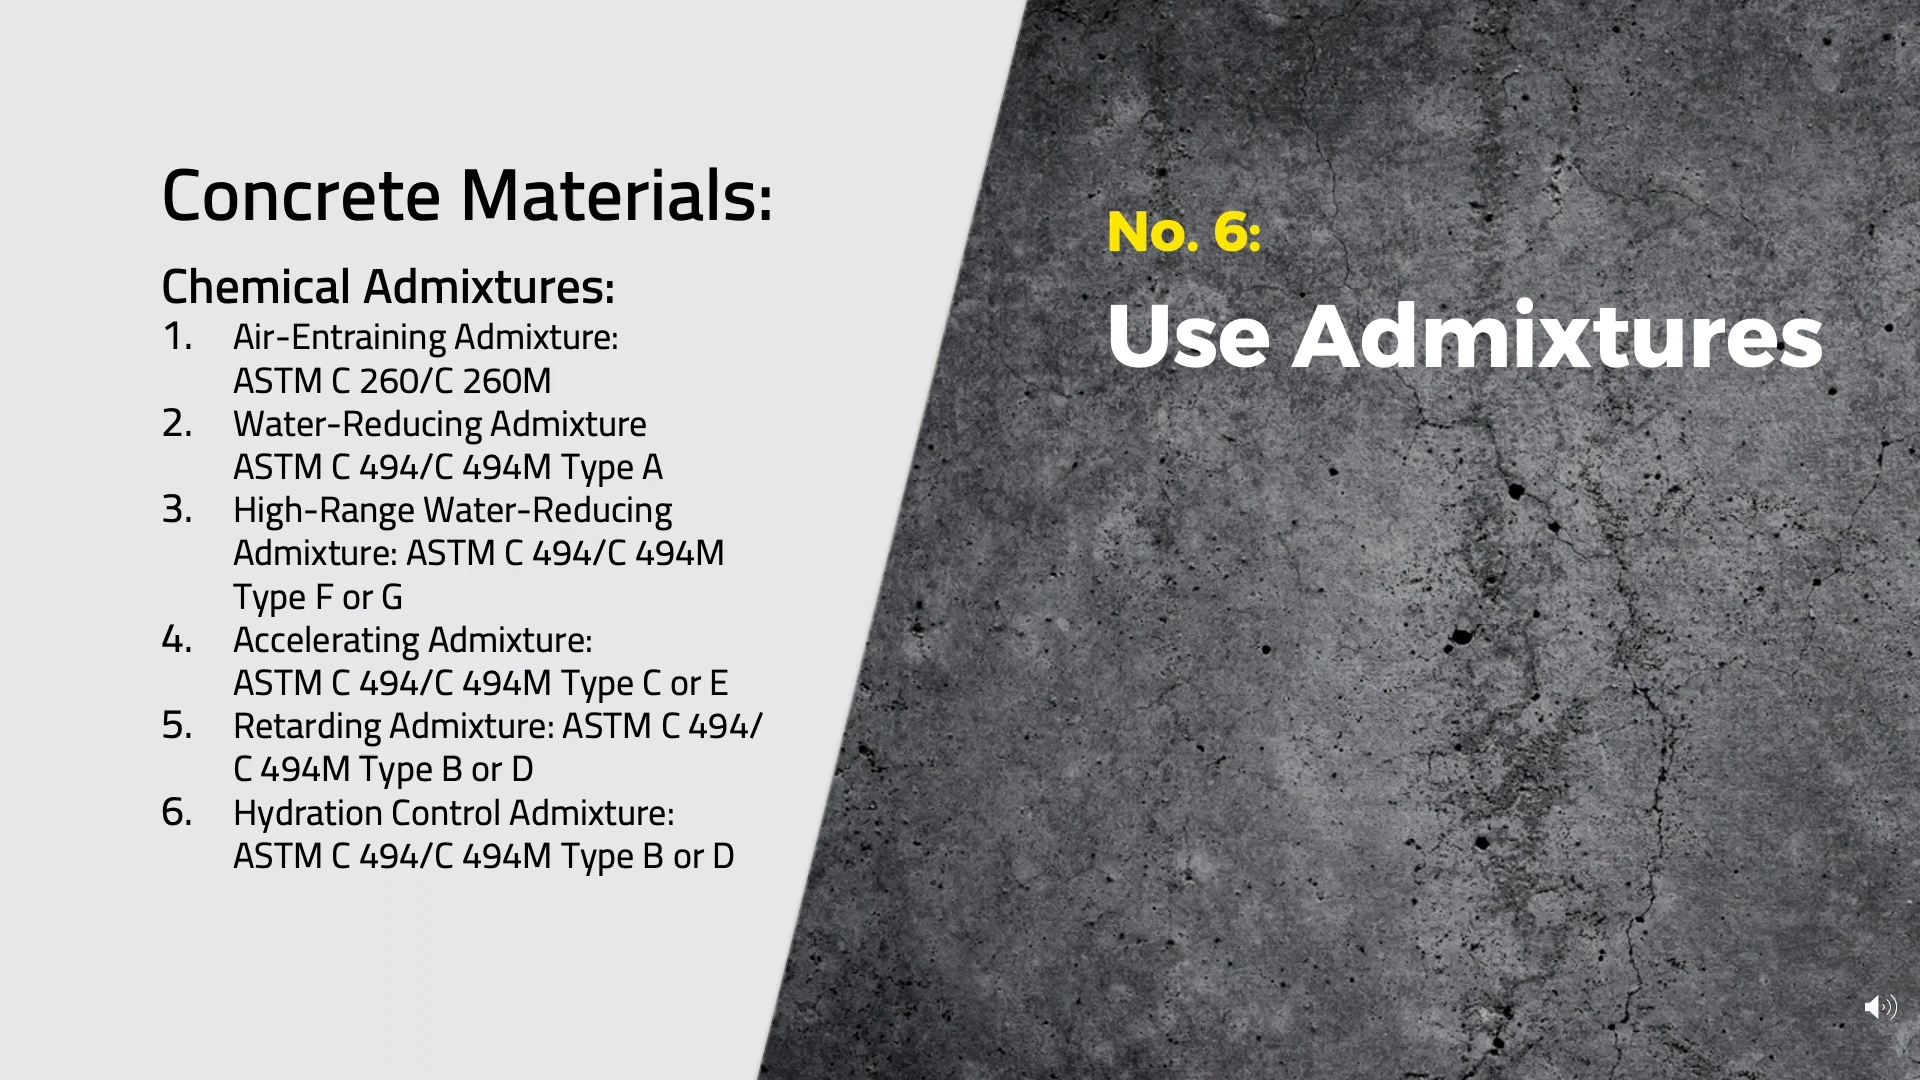 Concrete Materials:
Chemical Admixtures:
1. Air-Entraining Admixture:
ASTM C 260/C 260M
2. Water-Reducing Admixture
ASTM C 494/C 494M Type A
3. High-Range Water-Reducing
Admixture: ASTM C 494/C 494M
Type F or G
4. Accelerating Admixture:
ASTM C 494/C 494M Type C or E
5. Retarding Admixture: ASTM C 494/
C 494M Type B or D
6. Hydration Control Admixture:
ASTM C 494/C 494M Type B or D
No. 6:
Use Admixtures